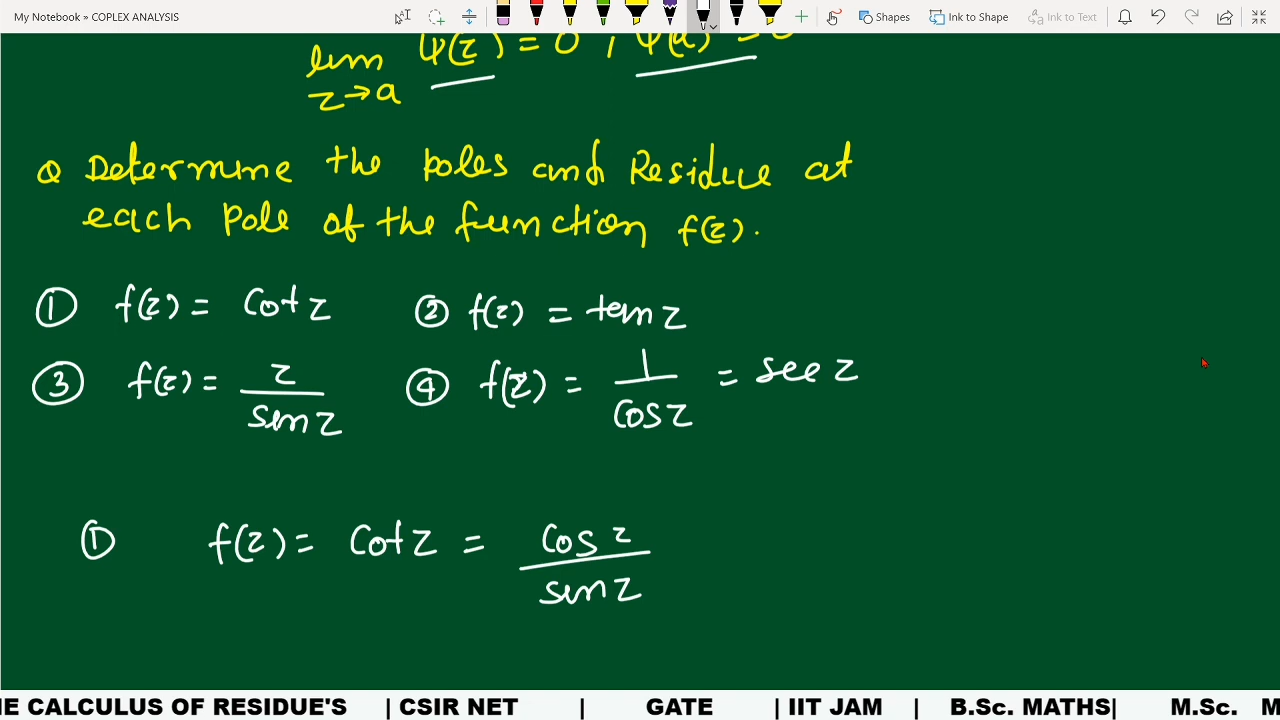 My Notebook » COPLEX ANALYSIS
Shapes Ink to Shape Ink to Text
lim ψ(z) = 0 , ψ(a) = 0
z→a
Q Determine the Poles and Residue at
each Pole of the function f(z).
① f(z) = Cot z ② f(z) = tan z
③ f(z) = z / sin z ④ f(z) = 1 / Cos z = sec z
① f(z) = Cot z = Cos z / sin z
E CALCULUS OF RESIDUE'S | CSIR NET | GATE | IIT JAM | B.Sc. MATHS| M.Sc. M